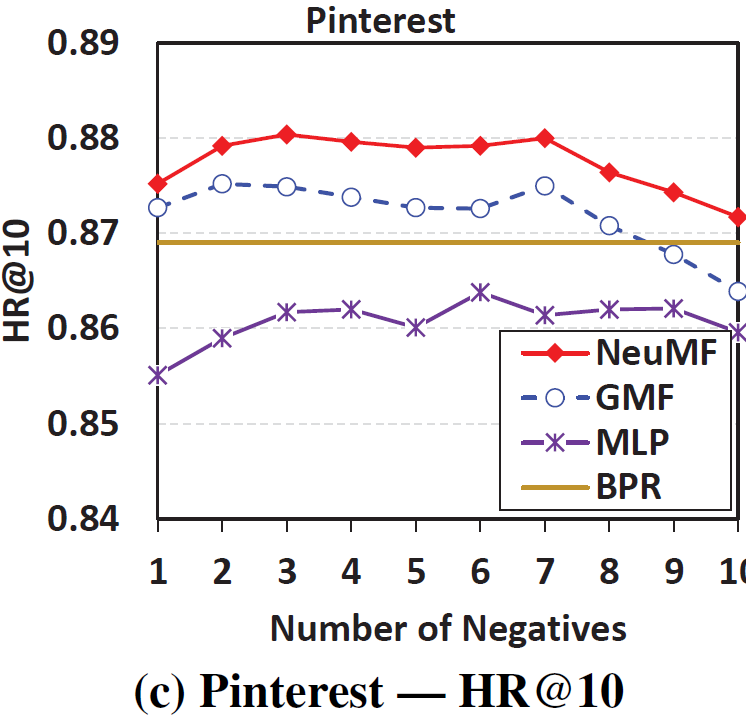 Pinterest
0.89
0.88
0.87
0.86
0.85
0.84
HR@10
NeuMF
GMF
MLP
BPR
1 2 3 4 5 6 7 8 9 10
Number of Negatives
(c) Pinterest — HR@10